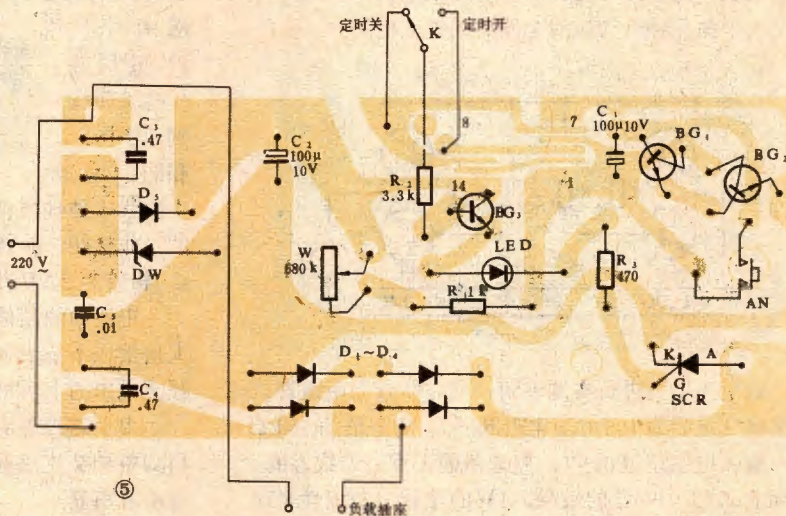 定时关
K
定时开
C₃
.47
C₂
100μ
10V
8
7
C₁
100μ10V
BG₁
BG₂
R₂
3.3k
14
BG₃
1
D₅
DW
220V
~
W
680k
LED
R₁ 1k
R₃
470
AN
C₅
.01
D₁~D₄
K
A
G
SCR
C₄
.47
⑤
负载插座